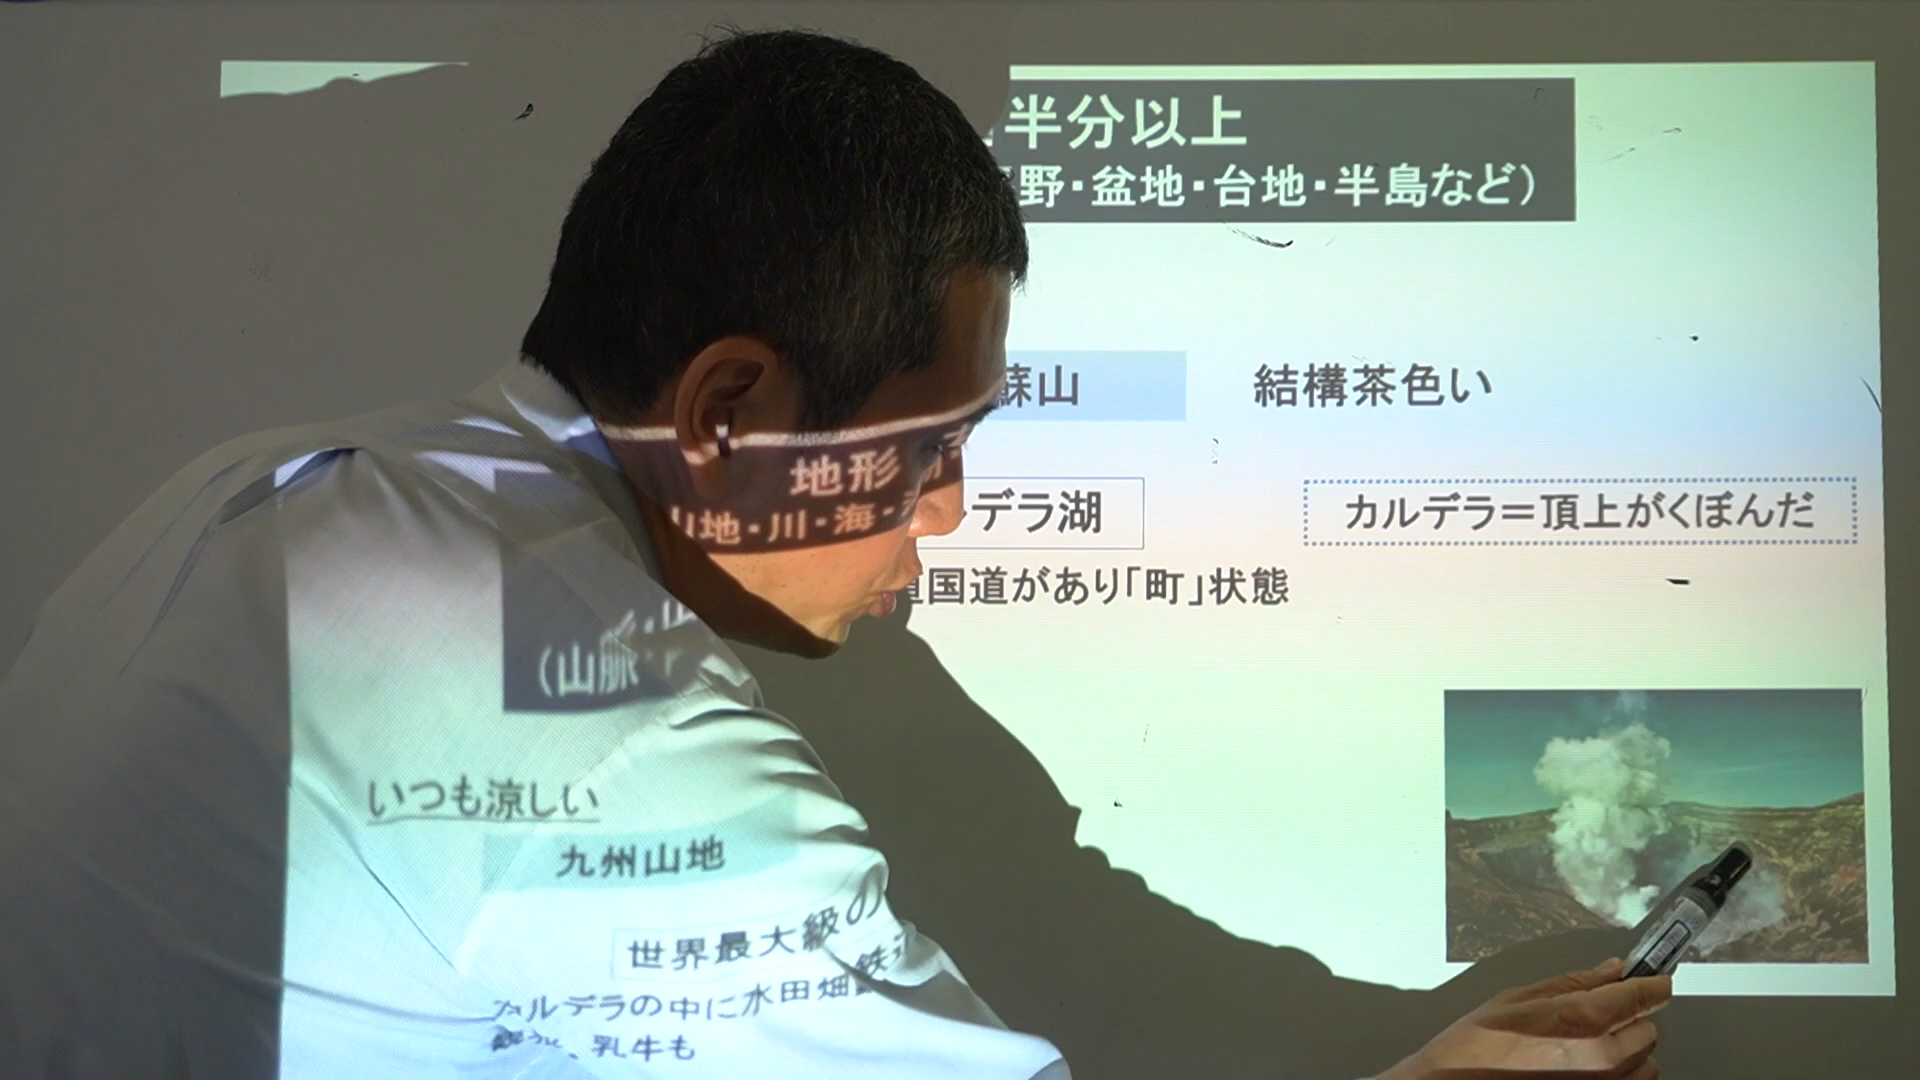 半分以上
野・盆地・台地・半島など）
地形
山地・川・海・
（山脈・山
いつも涼しい
九州山地
蘇山
結構茶色い
世界最大級の
デラ湖
カルデラ＝頂上がくぼんだ
カルデラの中に水田畑鉄
国道があり「町」状態
、乳牛も